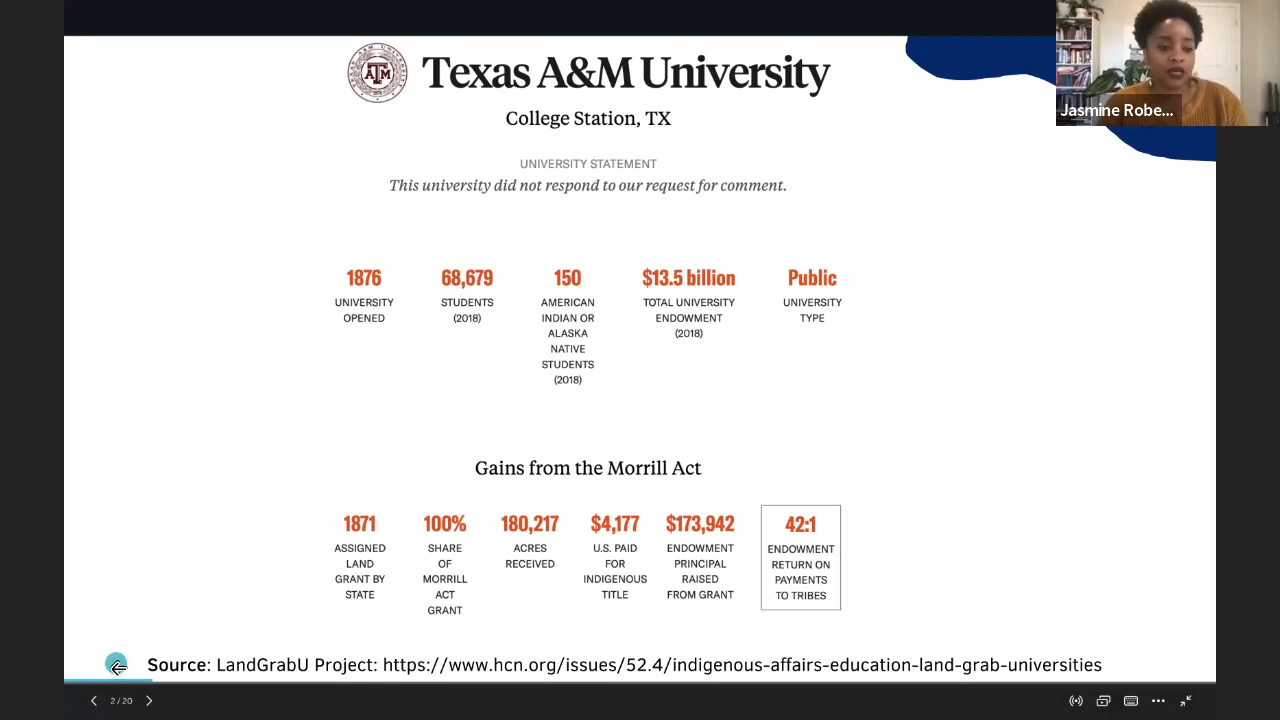 Texas A&M University
College Station, TX
UNIVERSITY STATEMENT
This university did not respond to our request for comment.
1876
UNIVERSITY
OPENED
68,679
STUDENTS
(2018)
150
AMERICAN
INDIAN OR
ALASKA
NATIVE
STUDENTS
(2018)
$13.5 billion
TOTAL UNIVERSITY
ENDOWMENT
(2018)
Public
UNIVERSITY
TYPE
Gains from the Morrill Act
1871
ASSIGNED
LAND
GRANT BY
STATE
100%
SHARE
OF
MORRILL
ACT
GRANT
180,217
ACRES
RECEIVED
$4,177
U.S. PAID
FOR
INDIGENOUS
TITLE
$173,942
ENDOWMENT
PRINCIPAL
RAISED
FROM GRANT
42:1
ENDOWMENT
RETURN ON
PAYMENTS
TO TRIBES
Source: LandGrabU Project: https://www.hcn.org/issues/52.4/indigenous-affairs-education-land-grab-universities
2 / 20
Jasmine Robe...